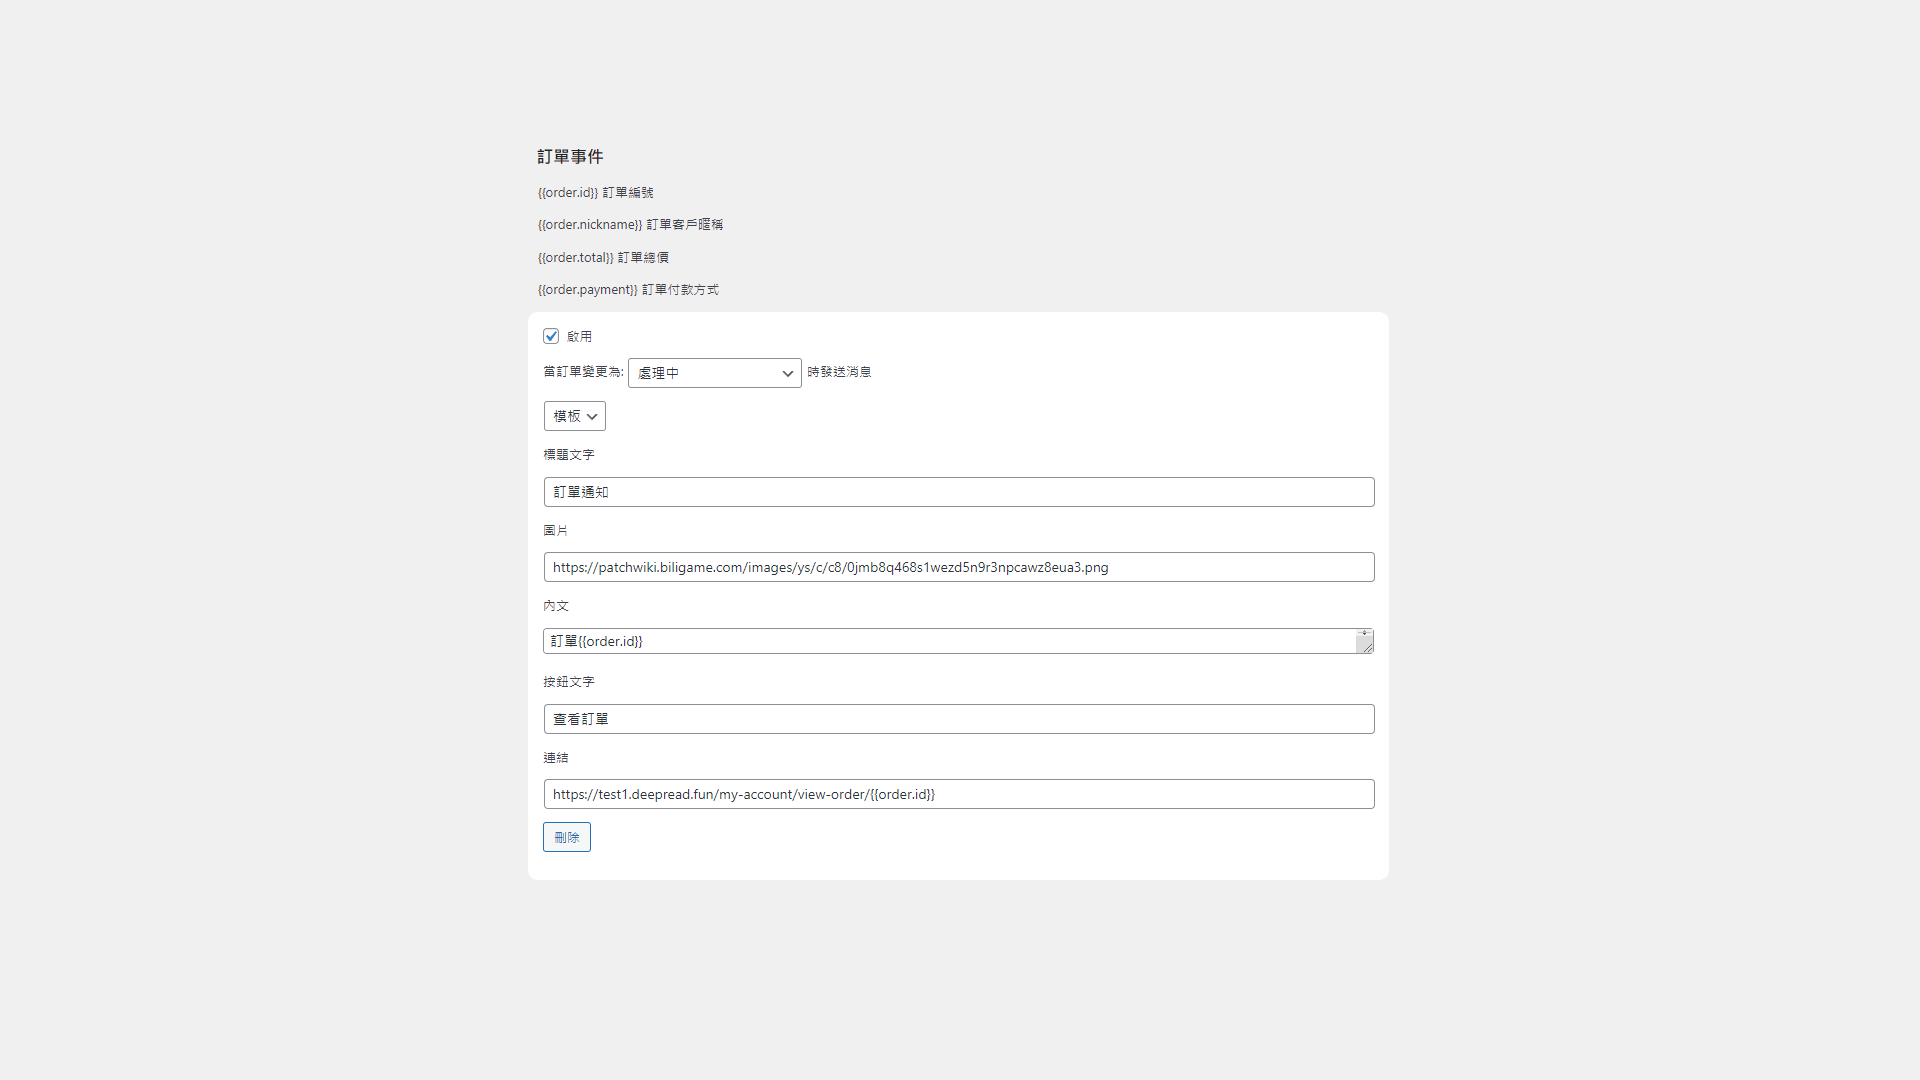 訂單事件
{{order.id}} 訂單編號
{{order.nickname}} 訂單客戶暱稱
{{order.total}} 訂單總價
{{order.payment}} 訂單付款方式
啟用
當訂單變更為: 處理中 時發送消息
模板
標題文字
訂單通知
圖片
https://patchwiki.biligame.com/images/ys/c/c8/0jmb8q468s1wezd5n9r3npcawz8eua3.png
內文
訂單{{order.id}}
按鈕文字
查看訂單
連結
https://test1.deepread.fun/my-account/view-order/{{order.id}}
刪除